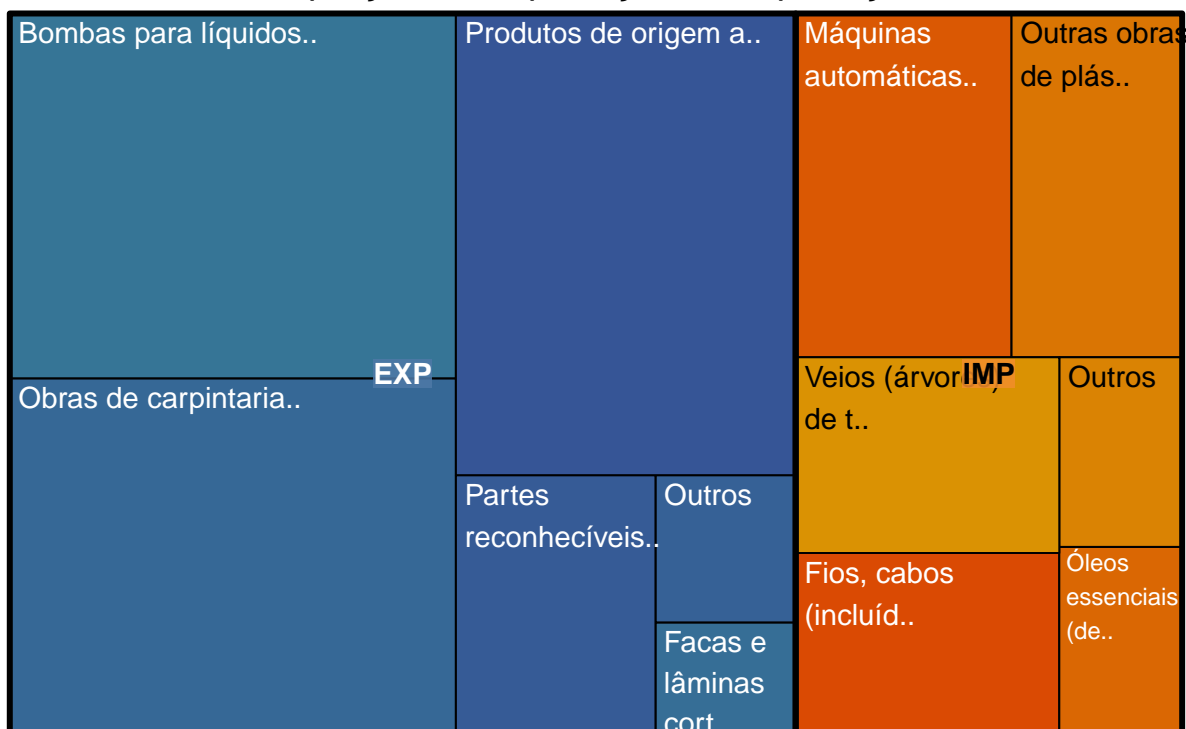 Bombas para líquidos..
Produtos de origem a..
Máquinas
automáticas..
Outras obras
de plás..
EXP
Obras de carpintaria..
IMP
Veios (árvor
de t..
Outros
Partes
reconhecíveis..
Outros
Fios, cabos
(incluíd..
Óleos
essenciais
(de..
Facas e
lâminas
cort